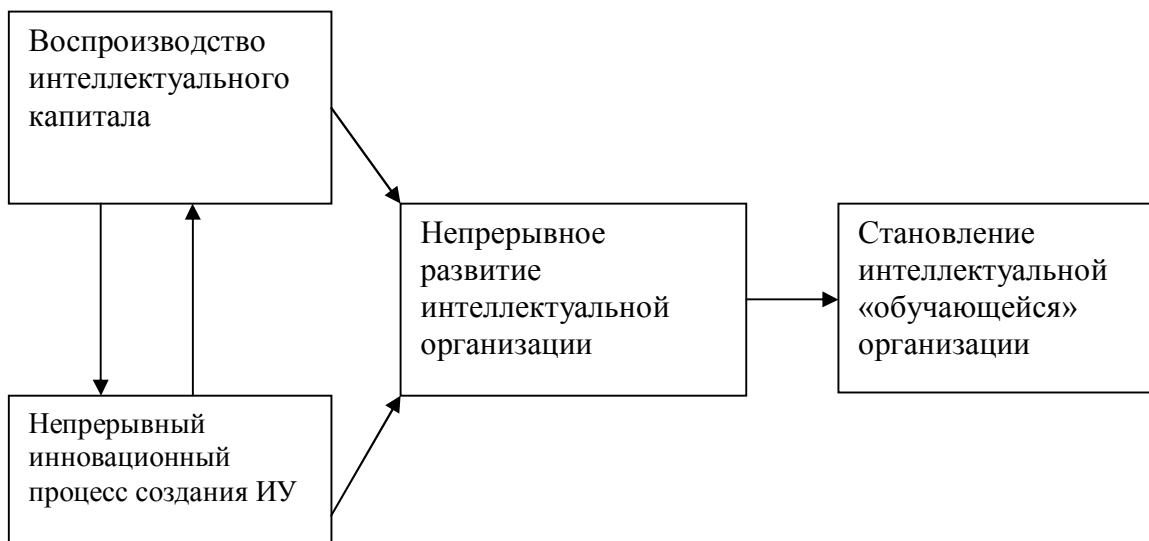 Воспроизводство
интеллектуального
капитала
Непрерывное
развитие
интеллектуальной
организации
Становление
интеллектуальной
«обучающейся»
организации
Непрерывный
инновационный
процесс создания ИУ